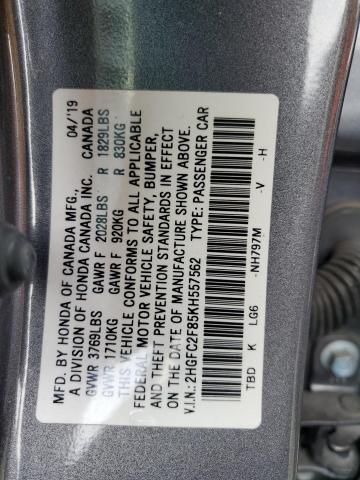 MFD. BY HONDA OF CANADA MFG., 04/19
A DIVISION OF HONDA CANADA INC. CANADA
GVWR 3769LBS GAWR F 2028LBS R 1829LBS
GVWR 1710KG GAWR F 920KG R 830KG
THIS VEHICLE CONFORMS TO ALL APPLICABLE
FEDERAL MOTOR VEHICLE SAFETY, BUMPER,
AND THEFT PREVENTION STANDARDS IN EFFECT
ON THE DATE OF MANUFACTURE SHOWN ABOVE.
V.I.N.: 2HGFC2F85KH557562 TYPE: PASSENGER CAR
TBD K LG6 -NH797M -V -H